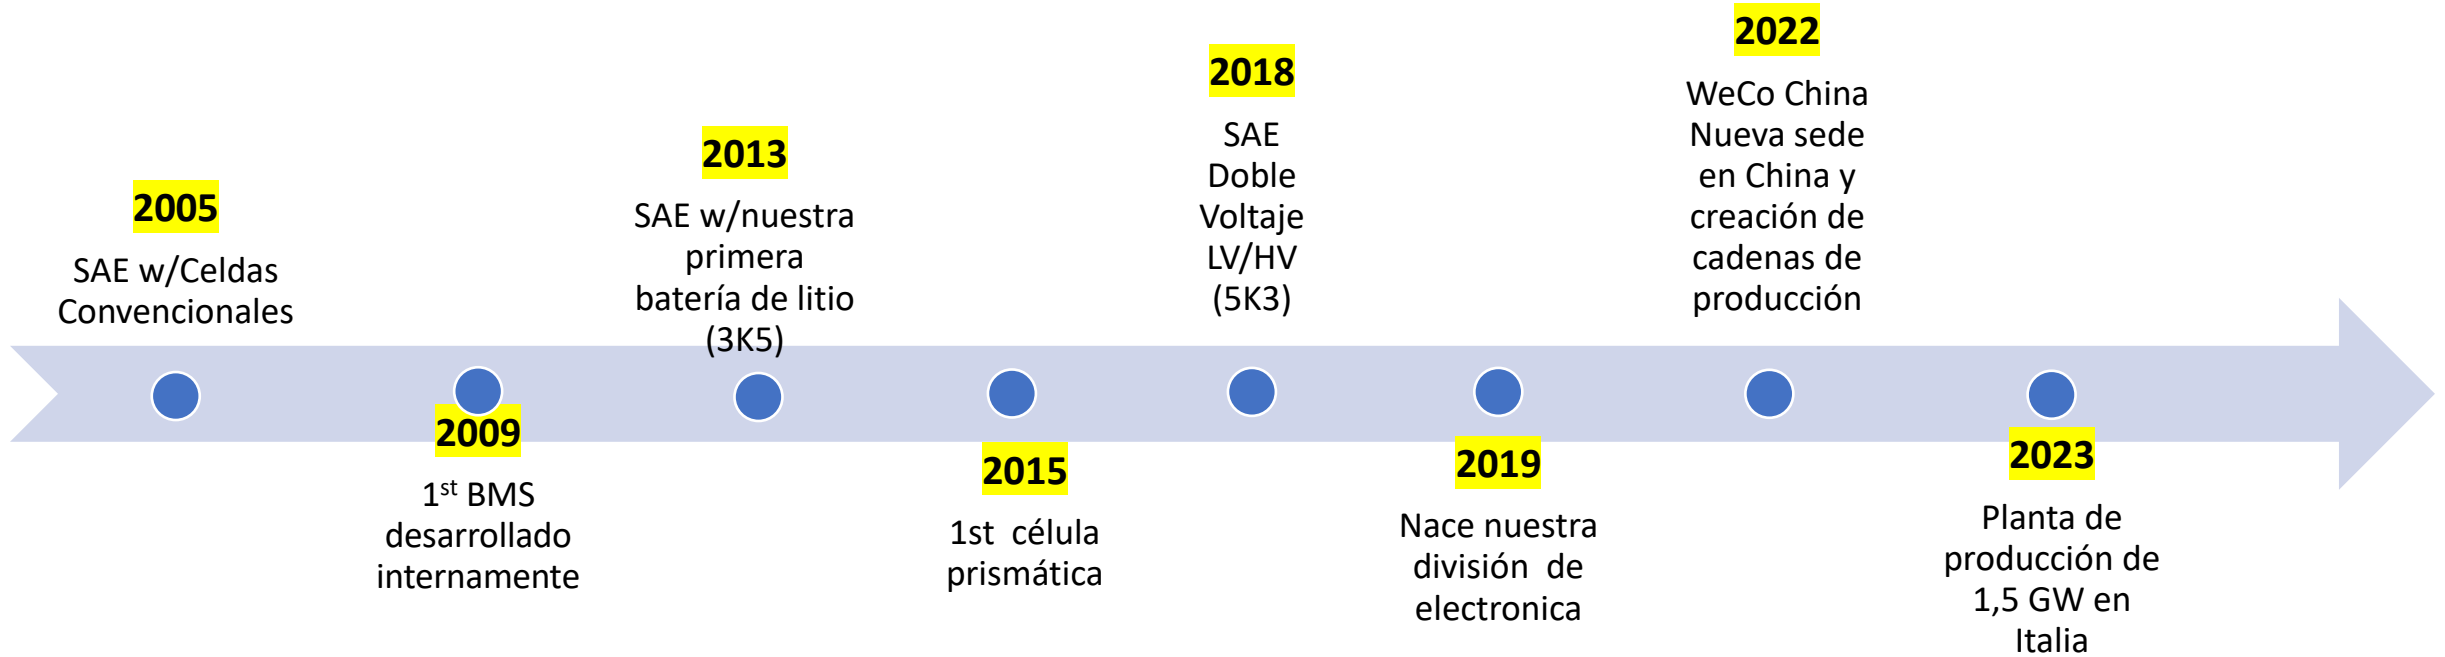 2005
SAE w/Celdas
Convencionales
2009
1st BMS
desarrollado
internamente
2013
SAE w/nuestra
primera
batería de litio
(3K5)
2015
1st célula
prismática
2018
SAE
Doble
Voltaje
LV/HV
(5K3)
2019
Nace nuestra
división de
electronica
2022
WeCo China
Nueva sede
en China y
creación de
cadenas de
producción
2023
Planta de
producción de
1,5 GW en
Italia